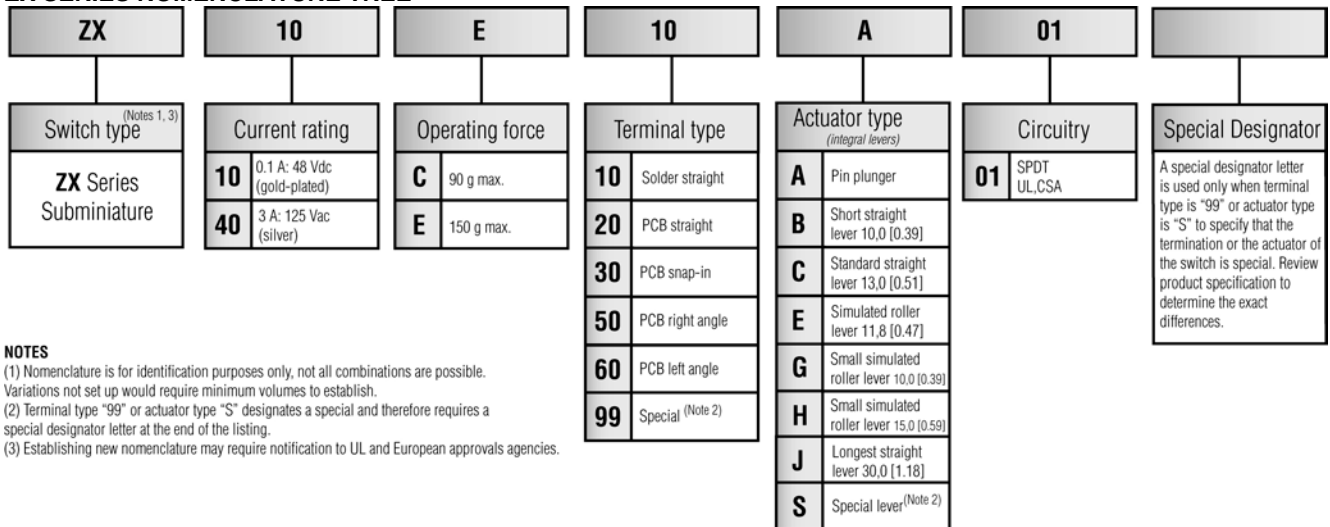 ZX SERIES NOMENCLATURE TREE
ZX
10
E
10
A
01
Switch type (Notes 1, 3)
ZX Series
Subminiature
Current rating
10 0.1 A: 48 Vdc
(gold-plated)
40 3 A: 125 Vac
(silver)
Operating force
C 90 g max.
E 150 g max.
Terminal type
10 Solder straight
20 PCB straight
30 PCB snap-in
50 PCB right angle
60 PCB left angle
99 Special (Note 2)
Actuator type
(integral levers)
A Pin plunger
B Short straight
lever 10,0 [0.39]
C Standard straight
lever 13,0 [0.51]
E Simulated roller
lever 11,8 [0.47]
G Small simulated
roller lever 10,0 [0.39]
H Small simulated
roller lever 15,0 [0.59]
J Longest straight
lever 30,0 [1.18]
S Special lever (Note 2)
Circuitry
01 SPDT
UL,CSA
Special Designator
A special designator letter
is used only when terminal
type is "99" or actuator type
is "S" to specify that the
termination or the actuator of
the switch is special. Review
product specification to
determine the exact
differences.
NOTES
(1) Nomenclature is for identification purposes only, not all combinations are possible.
Variations not set up would require minimum volumes to establish.
(2) Terminal type "99" or actuator type "S" designates a special and therefore requires a
special designator letter at the end of the listing.
(3) Establishing new nomenclature may require notification to UL and European approvals agencies.